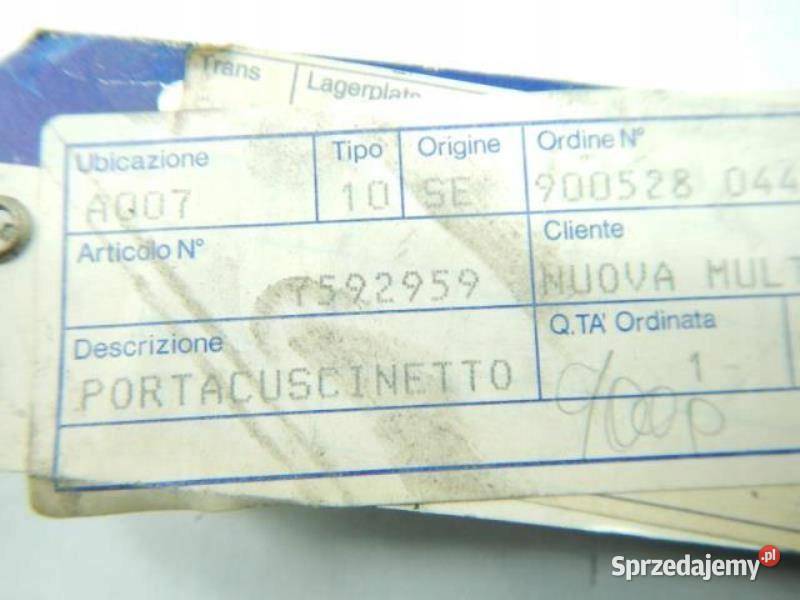 Trans Lagerplatz
Ubicazione Tipo Origine Ordine N°
A007 10 SE 900528 044
Articolo N° Cliente
7592959 NUOVA MULT
Descrizione Q.TA' Ordinata
PORTACUSCINETTO 1
Sprzedajemy.pl